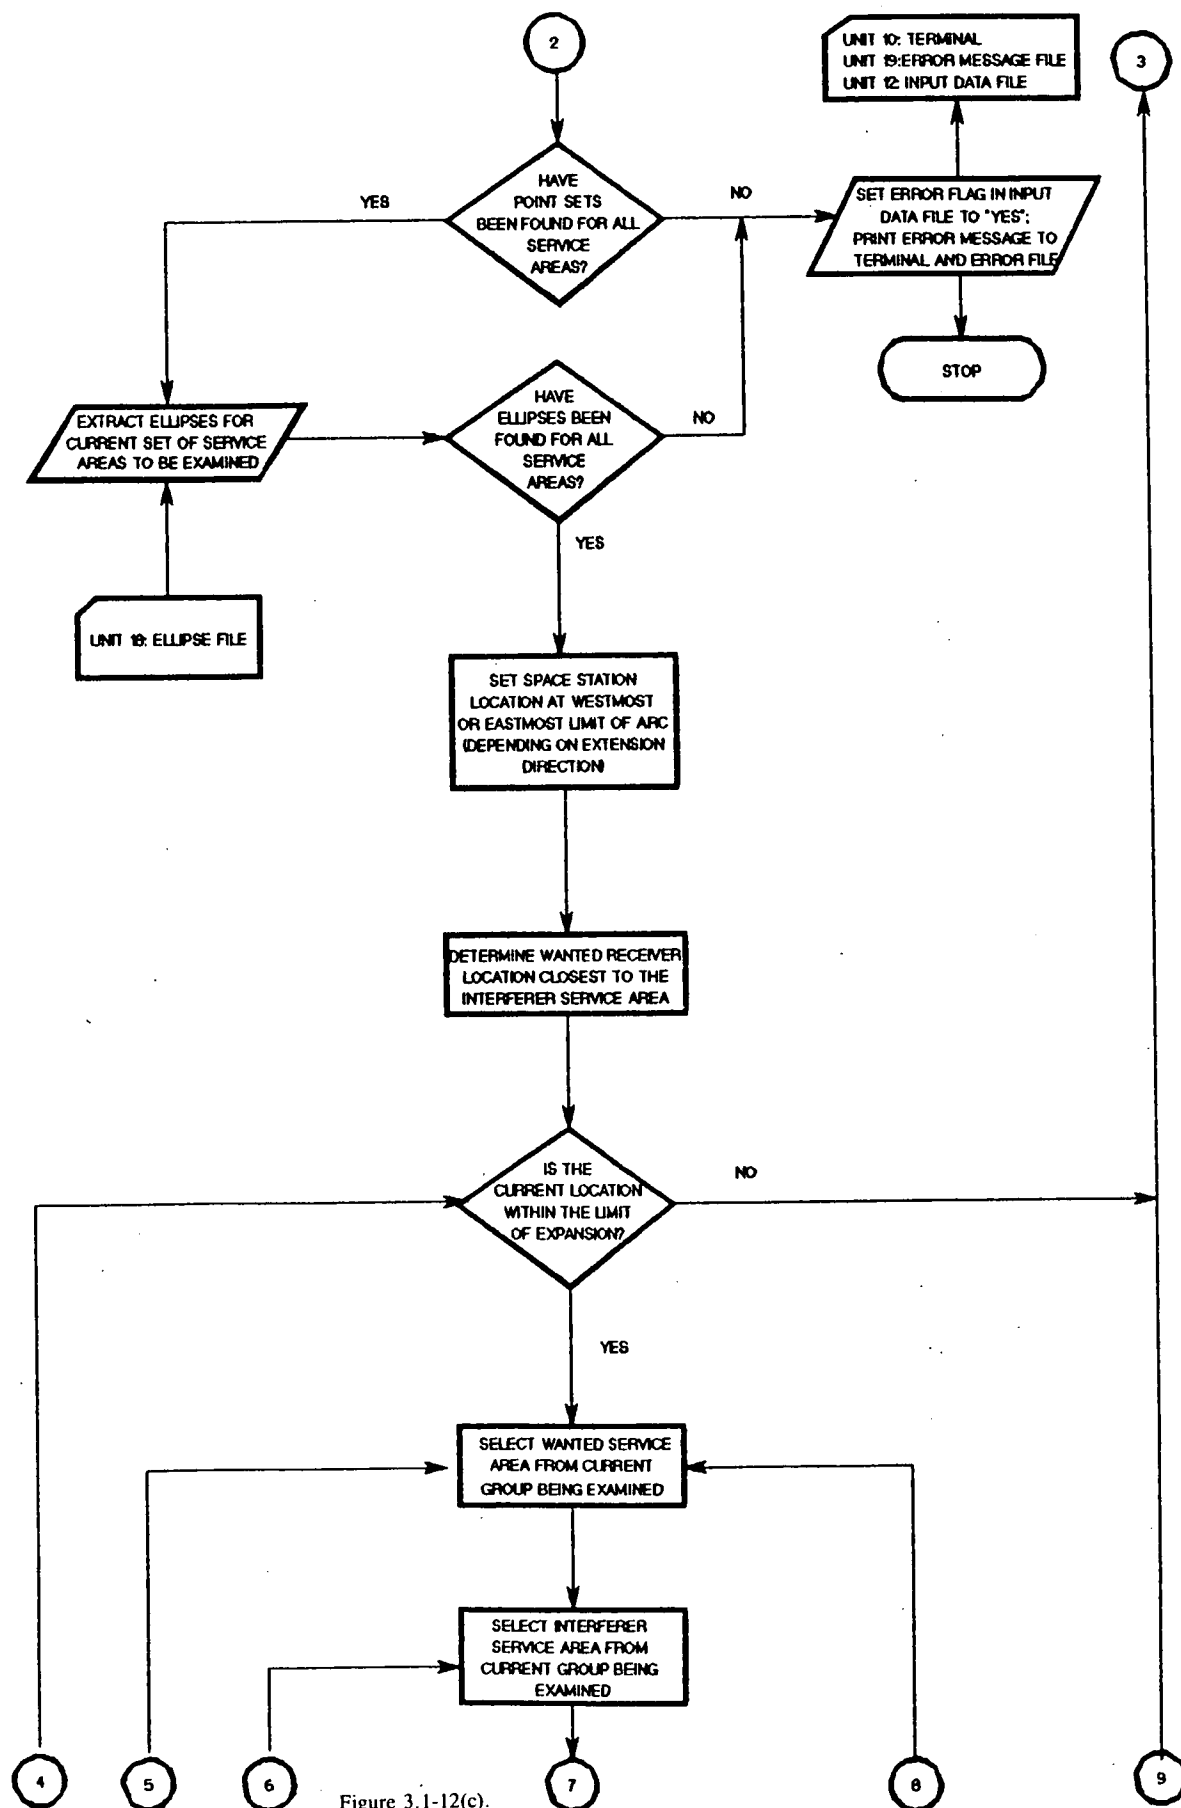 2
UNIT 10: TERMINAL
UNIT 19:ERROR MESSAGE FILE
UNIT 12: INPUT DATA FILE
3
HAVE
POINT SETS
BEEN FOUND FOR ALL
SERVICE
AREAS?
YES
NO
SET ERROR FLAG IN INPUT
DATA FILE TO "YES";
PRINT ERROR MESSAGE TO
TERMINAL AND ERROR FILE
STOP
EXTRACT ELLIPSES FOR
CURRENT SET OF SERVICE
AREAS TO BE EXAMINED
HAVE
ELLIPSES BEEN
FOUND FOR ALL
SERVICE
AREAS?
NO
YES
UNIT 18: ELLIPSE FILE
SET SPACE STATION
LOCATION AT WESTMOST
OR EASTMOST LIMIT OF ARC
(DEPENDING ON EXTENSION
DIRECTION)
DETERMINE WANTED RECEIVER
LOCATION CLOSEST TO THE
INTERFERER SERVICE AREA
IS THE
CURRENT LOCATION
WITHIN THE LIMIT
OF EXPANSION?
NO
YES
SELECT WANTED SERVICE
AREA FROM CURRENT
GROUP BEING EXAMINED
SELECT INTERFERER
SERVICE AREA FROM
CURRENT GROUP BEING
EXAMINED
4
5
6
7
8
9
Figure 3.1-12(c).